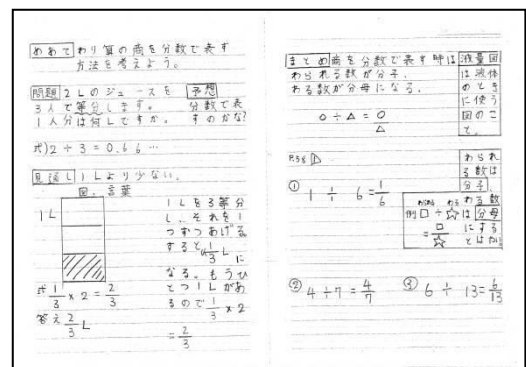 めあて わり算の商を分数で表す
方法を考えよう。
問題 2Lのジュースを
3人で等分します。
1人分は何Lですか。
予想
分数で表
すのかな?
式)2÷3=0.66…
見通し 1Lより少ない。
図、言葉
1L
1Lを3等分
し、それを1
つずつあげる。
すると1/3Lに
なる。もうひ
とつ1Lがあ
るので1/3×2
=2/3
式 1/3×2=2/3
答え 2/3L
まとめ 商を分数で表す時は
わられる数が分子、
わる数が分母になる。
○÷△=○/△
液量図
は液体
のとき
に使う
図のこ
と。
P.38
① 1÷6=1/6
わられ
る数は
分子、
わる数
は分母
にする
例 □÷☆
=□/☆
② 4÷7=4/7
③ 6÷13=6/13